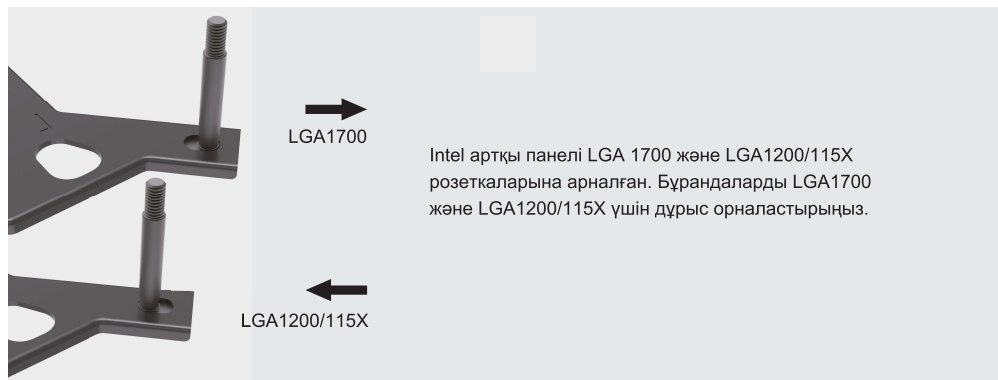 LGA1700
Intel артқы панелі LGA 1700 және LGA1200/115X
розеткаларына арналған. Бұрандаларды LGA1700
және LGA1200/115X үшін дұрыс орналастырыңыз.
LGA1200/115X